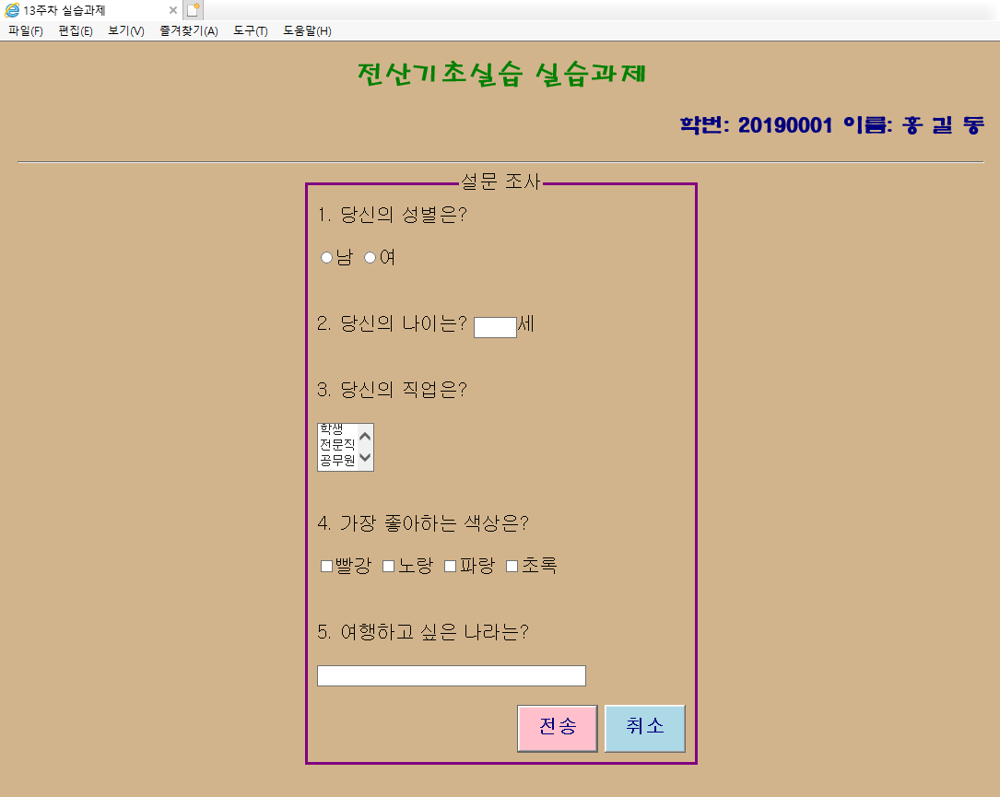 13주차 실습과제
파일(F) 편집(E) 보기(V) 즐겨찾기(A) 도구(T) 도움말(H)
전산기초실습 실습과제
학번: 20190001 이름: 홍 길 동
설문 조사
1. 당신의 성별은?
남 여
2. 당신의 나이는? 세
3. 당신의 직업은?
학생
전문직
공무원
4. 가장 좋아하는 색상은?
빨강 노랑 파랑 초록
5. 여행하고 싶은 나라는?
전송 취소